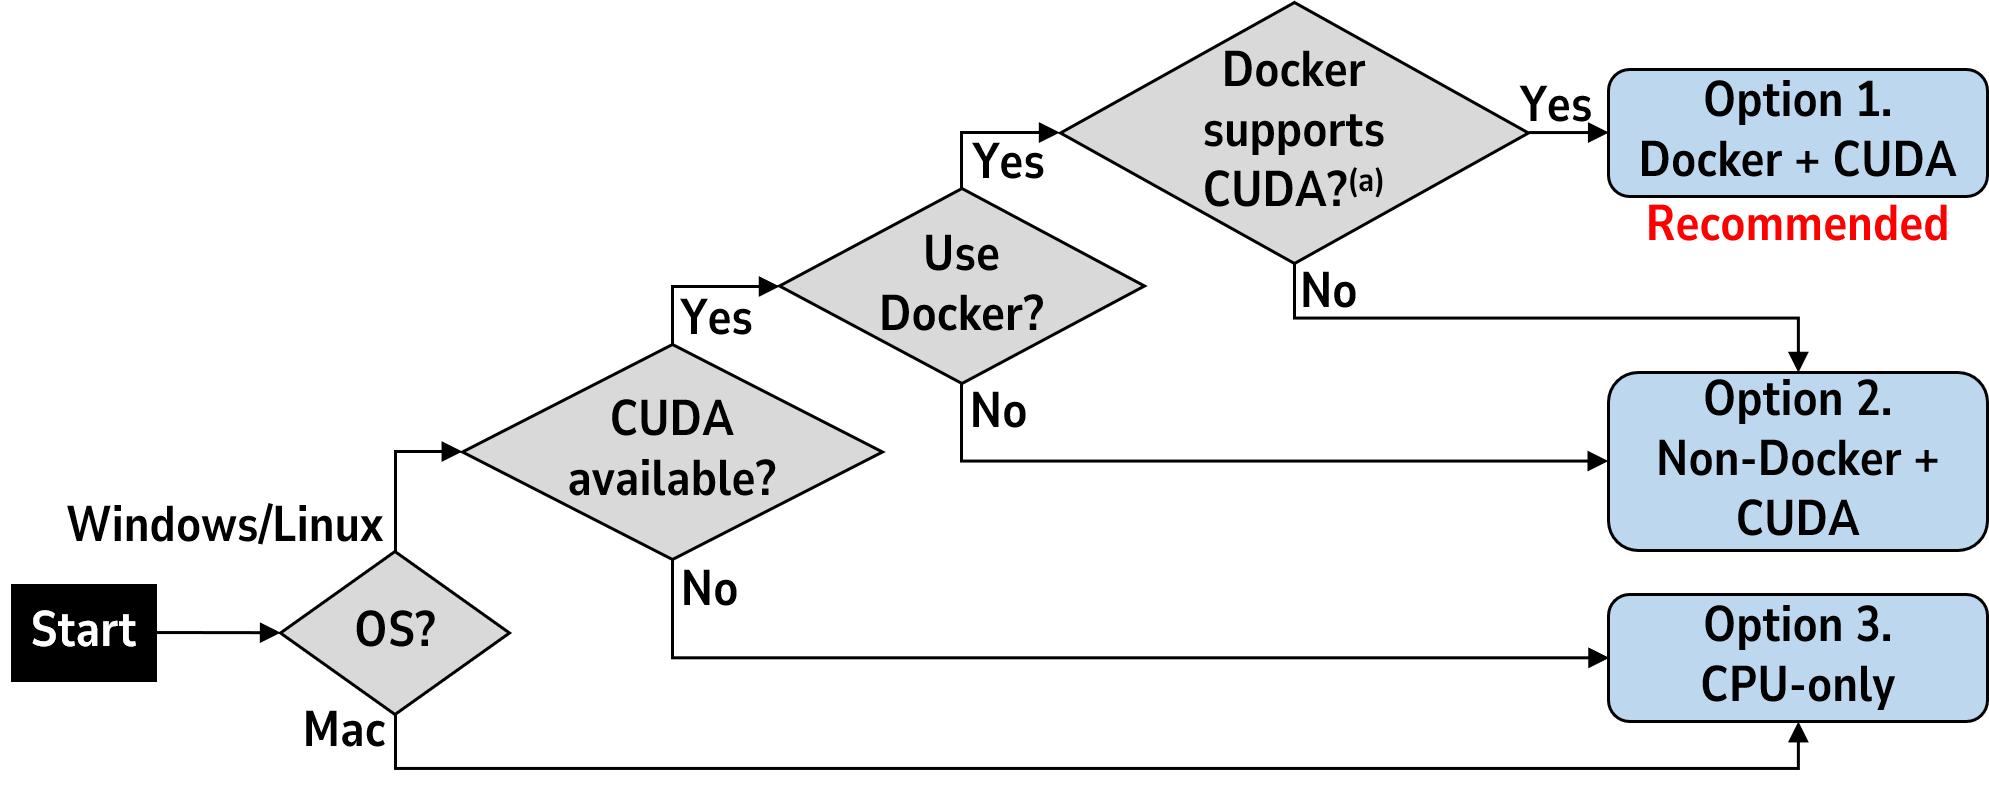 Start
OS?
Windows/Linux
Mac
CUDA
available?
Yes
No
Use
Docker?
Yes
No
Docker
supports
CUDA?(a)
Yes
No
Option 1.
Docker + CUDA
Recommended
Option 2.
Non-Docker +
CUDA
Option 3.
CPU-only